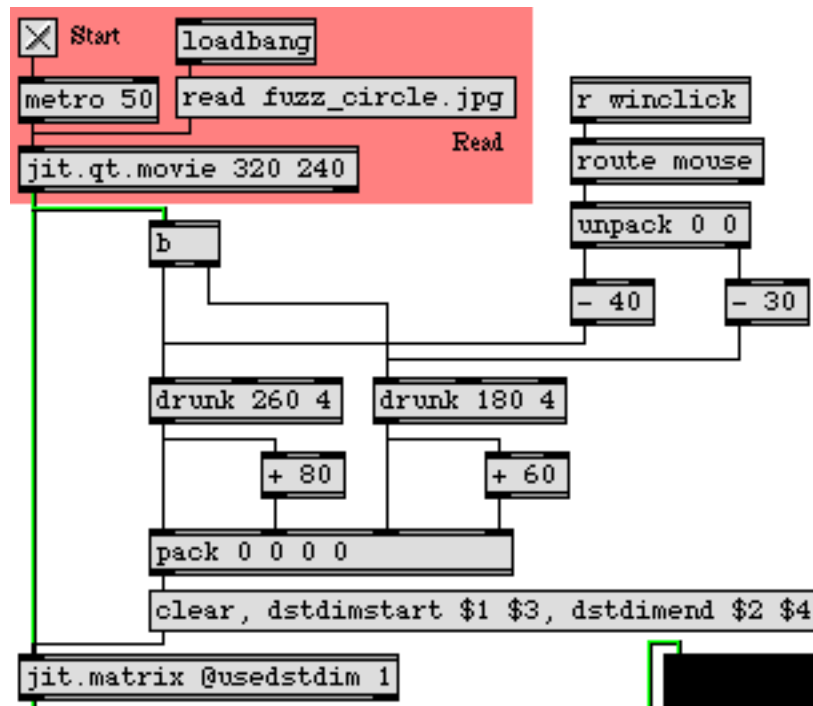 Start
loadbang
metro 50
read fuzz_circle.jpg
r winclick
Read
jit.qt.movie 320 240
route mouse
unpack 0 0
b
- 40
- 30
drunk 260 4
drunk 180 4
+ 80
+ 60
pack 0 0 0 0
clear, dstdimstart $1 $3, dstdimend $2 $4
jit.matrix @usedstdim 1